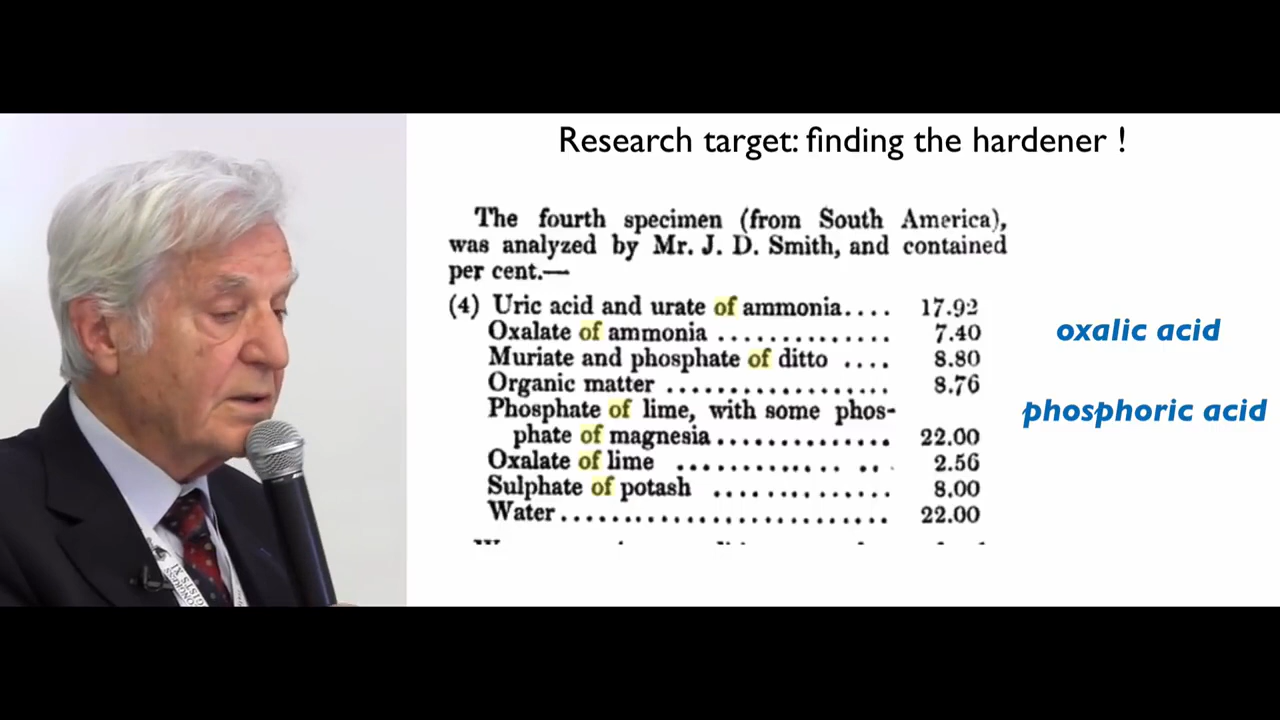 Research target: finding the hardener !
The fourth specimen (from South America),
was analyzed by Mr. J. D. Smith, and contained
per cent.—
(4) Uric acid and urate of ammonia.... 17.92
Oxalate of ammonia .............. 7.40
oxalic acid
Muriate and phosphate of ditto .... 8.80
Organic matter .................. 8.76
Phosphate of lime, with some phos-
phosphoric acid
phate of magnesia.............. 22.00
Oxalate of lime ............ .. 2.56
Sulphate of potash .............. 8.00
Water........................... 22.00
CONGRESS
GISTS XI